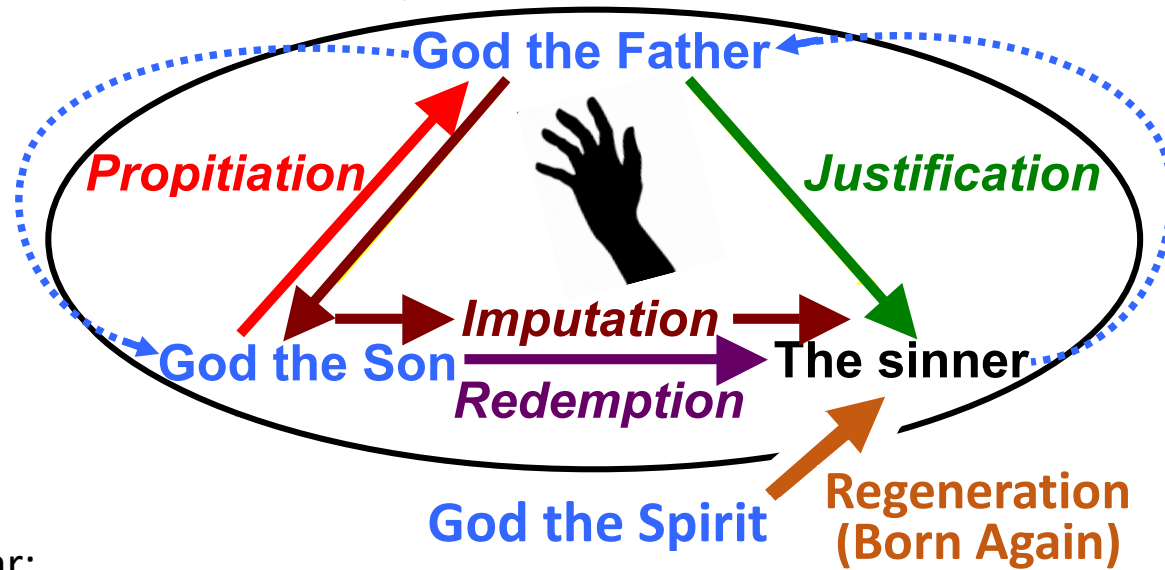 God the Father
Propitiation
Justification
Imputation
God the Son
The sinner
Redemption
God the Spirit
Regeneration
(Born Again)